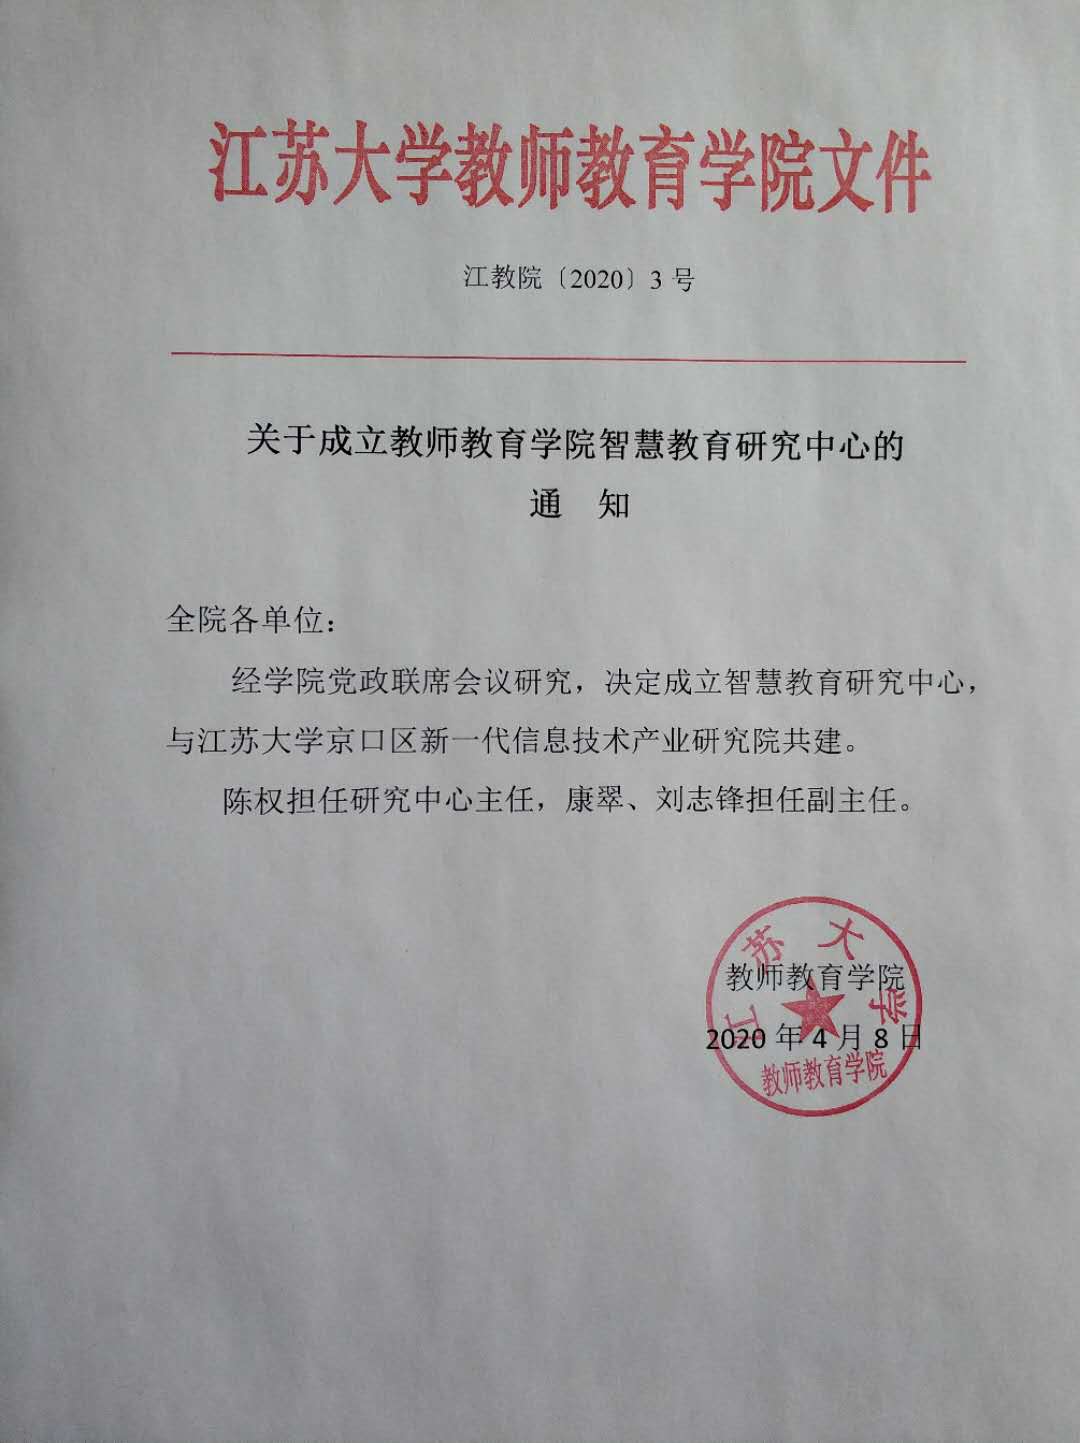 江苏大学教师教育学院文件
江教院〔2020〕3 号
关于成立教师教育学院智慧教育研究中心的
通 知
全院各单位：
经学院党政联席会议研究，决定成立智慧教育研究中心，
与江苏大学京口区新一代信息技术产业研究院共建。
陈权担任研究中心主任，康翠、刘志锋担任副主任。
江苏大学
教师教育学院
2020 年 4 月 8 日
教师教育学院